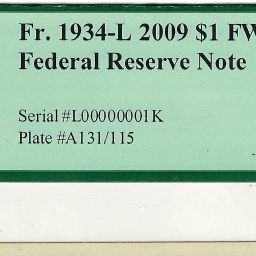 Fr. 1934-L 2009 $1 FW
Federal Reserve Note
Serial #L00000001K
Plate #A131/115